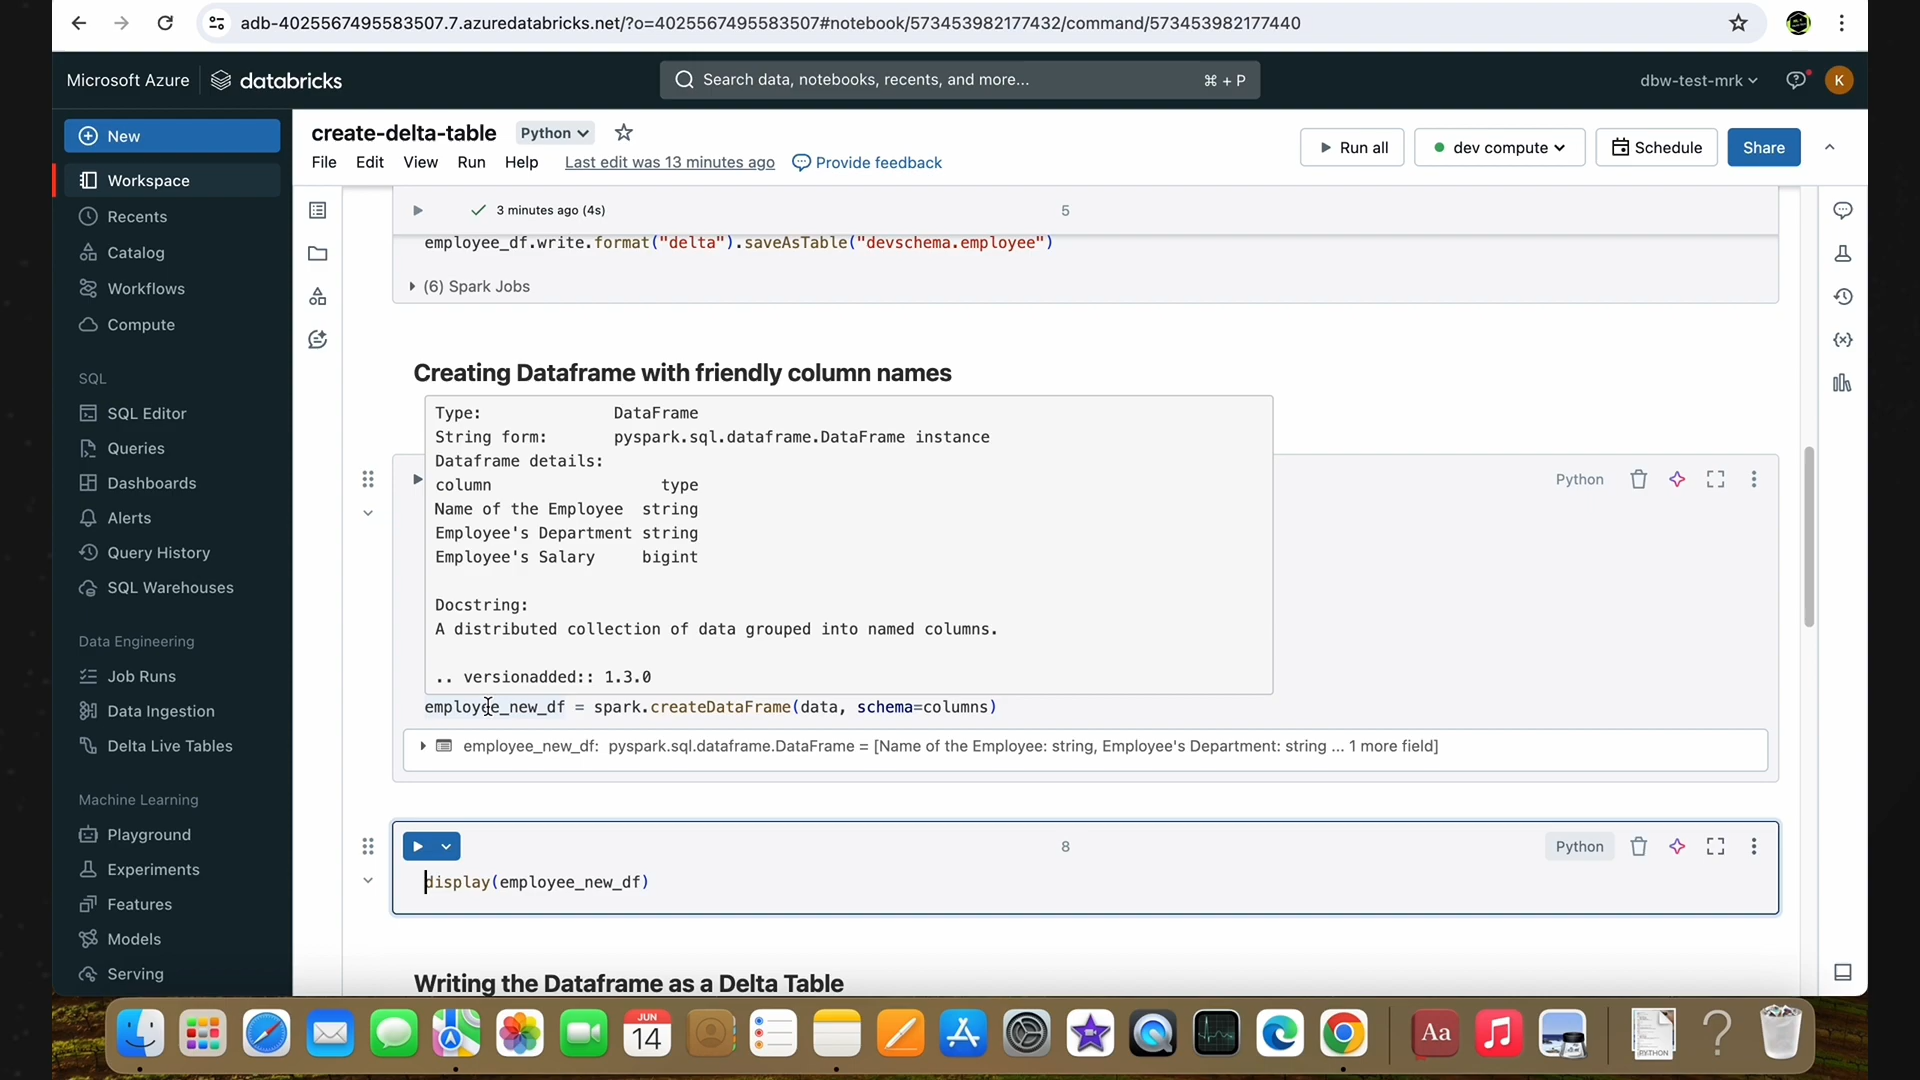 adb-4025567495583507.7.azuredatabricks.net/?o=4025567495583507#notebook/573453982177432/command/573453982177440
Microsoft Azure databricks
Search data, notebooks, recents, and more... ⌘ + P
dbw-test-mrk
K
New
Workspace
Recents
Catalog
Workflows
Compute
SQL
SQL Editor
Queries
Dashboards
Alerts
Query History
SQL Warehouses
Data Engineering
Job Runs
Data Ingestion
Delta Live Tables
Machine Learning
Playground
Experiments
Features
Models
Serving
create-delta-table Python
File Edit View Run Help Last edit was 13 minutes ago Provide feedback
Run all dev compute Schedule Share
3 minutes ago (4s) 5
employee_df.write.format("delta").saveAsTable("devschema.employee")
(6) Spark Jobs
Creating Dataframe with friendly column names
Type: DataFrame
String form: pyspark.sql.dataframe.DataFrame instance
Dataframe details:
column type
Name of the Employee string
Employee's Department string
Employee's Salary bigint
Docstring:
A distributed collection of data grouped into named columns.
.. versionadded:: 1.3.0
Python
employee_new_df = spark.createDataFrame(data, schema=columns)
employee_new_df: pyspark.sql.dataframe.DataFrame = [Name of the Employee: string, Employee's Department: string ... 1 more field]
8 Python
display(employee_new_df)
Writing the Dataframe as a Delta Table
JUN
14
Aa
PYTHON